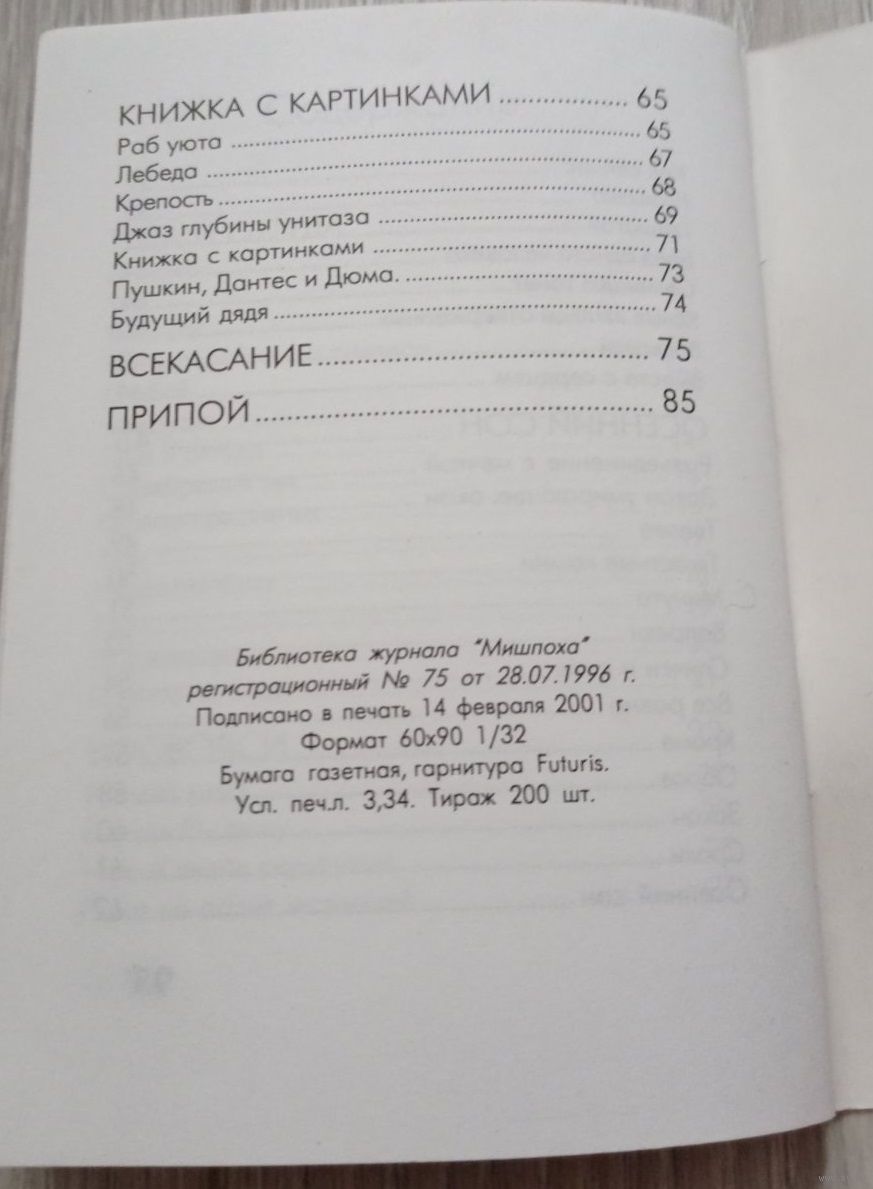 КНИЖКА С КАРТИНКАМИ .................. 65
Раб уюта .................. 65
Лебеда .................. 67
Крепость .................. 68
Джаз глубины унитаза .................. 69
Книжка с картинками .................. 71
Пушкин, Дантес и Дюма. .................. 73
Будущий дядя .................. 74
ВСЕКАСАНИЕ .................. 75
ПРИПОЙ .................. 85
Библиотека журнала "Мишпоха"
регистрационный № 75 от 28.07.1996 г.
Подписано в печать 14 февраля 2001 г.
Формат 60х90 1/32
Бумага газетная, гарнитура Futuris.
Усл. печ.л. 3,34. Тираж 200 шт.